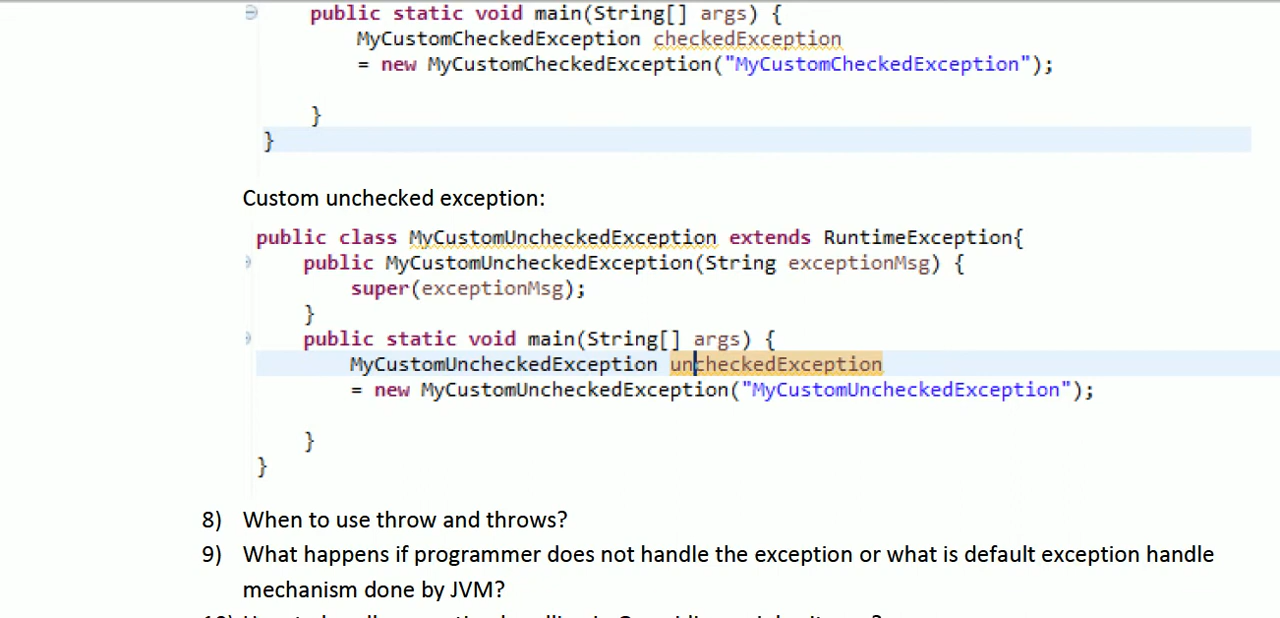 public static void main(String[] args) {
MyCustomCheckedException checkedException
= new MyCustomCheckedException("MyCustomCheckedException");
}
}
Custom unchecked exception:
public class MyCustomUncheckedException extends RuntimeException{
public MyCustomUncheckedException(String exceptionMsg) {
super(exceptionMsg);
}
public static void main(String[] args) {
MyCustomUncheckedException uncheckedException
= new MyCustomUncheckedException("MyCustomUncheckedException");
}
}
8) When to use throw and throws?
9) What happens if programmer does not handle the exception or what is default exception handle
mechanism done by JVM?